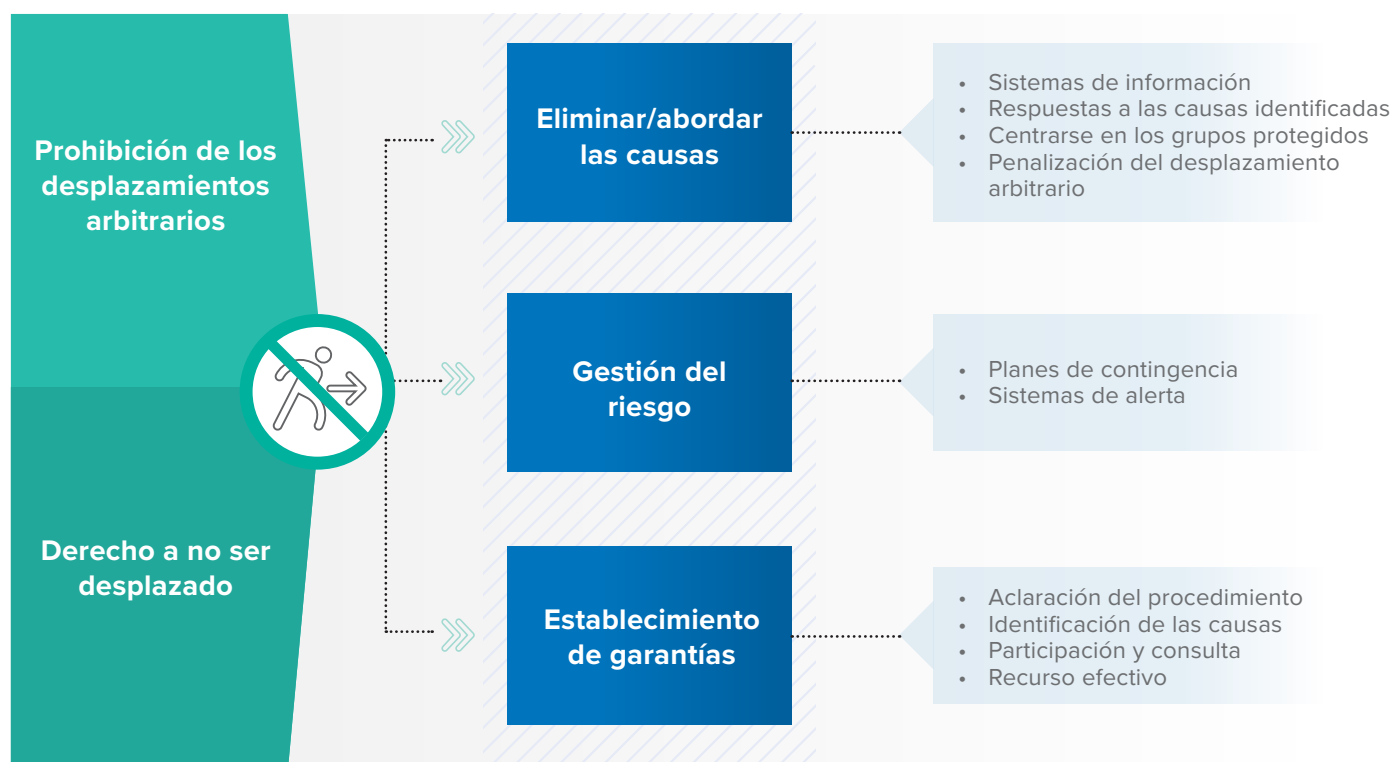 Prohibición de los
desplazamientos
arbitrarios
Derecho a no ser
desplazado
Eliminar/abordar
las causas
• Sistemas de información
• Respuestas a las causas identificadas
• Centrarse en los grupos protegidos
• Penalización del desplazamiento
arbitrario
Gestión del
riesgo
• Planes de contingencia
• Sistemas de alerta
Establecimiento
de garantías
• Aclaración del procedimiento
• Identificación de las causas
• Participación y consulta
• Recurso efectivo